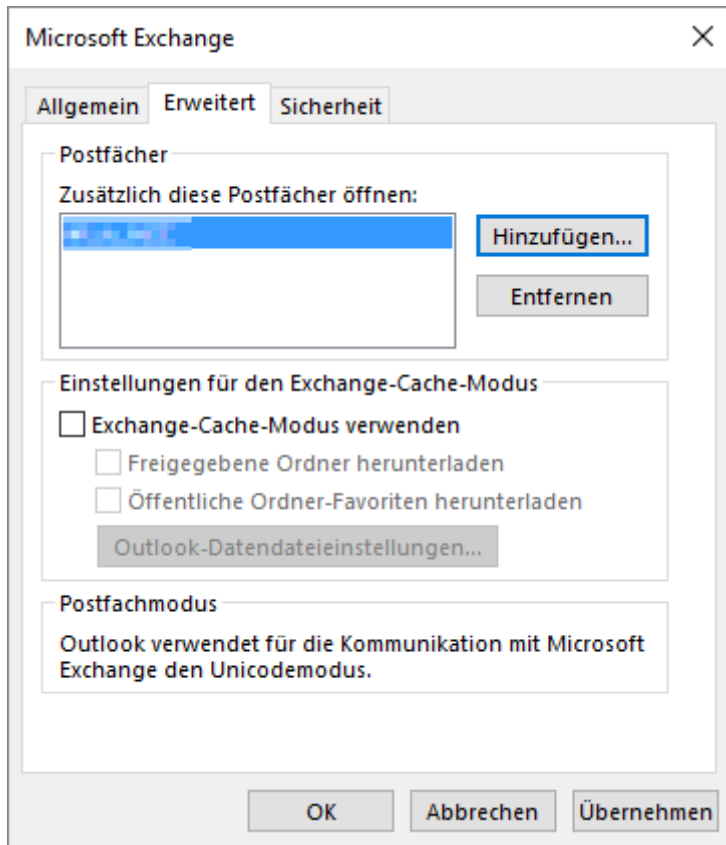 Microsoft Exchange
Allgemein Erweitert Sicherheit
Postfächer
Zusätzlich diese Postfächer öffnen:
Hinzufügen...
Entfernen
Einstellungen für den Exchange-Cache-Modus
Exchange-Cache-Modus verwenden
Freigegebene Ordner herunterladen
Öffentliche Ordner-Favoriten herunterladen
Outlook-Datendateieinstellungen...
Postfachmodus
Outlook verwendet für die Kommunikation mit Microsoft
Exchange den Unicodemodus.
OK Abbrechen Übernehmen